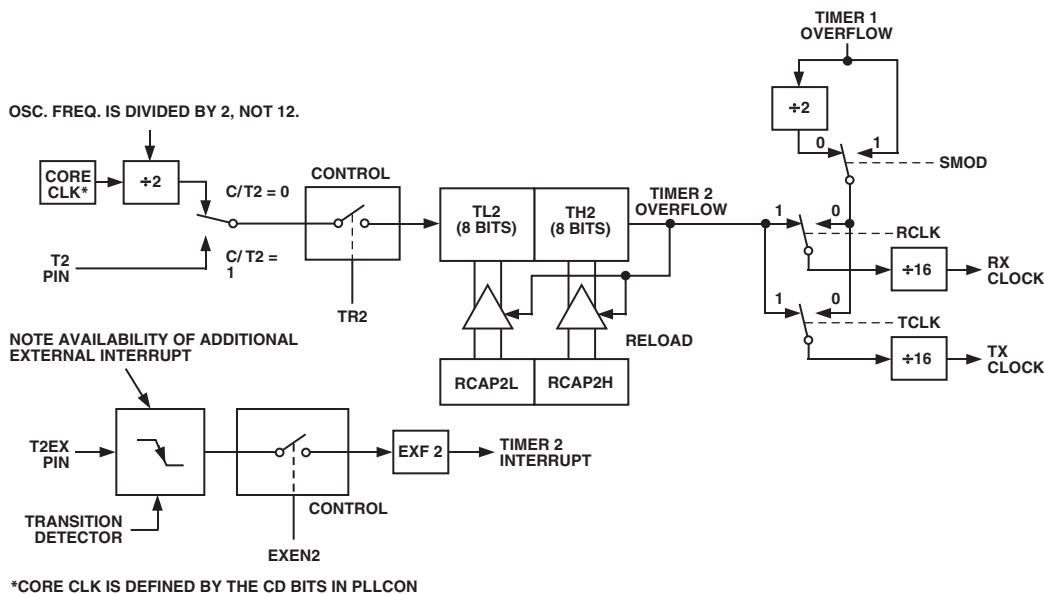 TIMER 1
OVERFLOW
OSC. FREQ. IS DIVIDED BY 2, NOT 12.
÷2
0
1
SMOD
CORE
CLK*
÷2
C/T2 = 0
CONTROL
TL2
(8 BITS)
TH2
(8 BITS)
TIMER 2
OVERFLOW
1
0
RCLK
C/ T2 =
1
T2
PIN
÷16
RX
CLOCK
TR2
1
0
TCLK
RELOAD
NOTE AVAILABILITY OF ADDITIONAL
EXTERNAL INTERRUPT
÷16
TX
CLOCK
RCAP2L
RCAP2H
T2EX
PIN
EXF 2
TIMER 2
INTERRUPT
CONTROL
TRANSITION
DETECTOR
EXEN2
*CORE CLK IS DEFINED BY THE CD BITS IN PLLCON